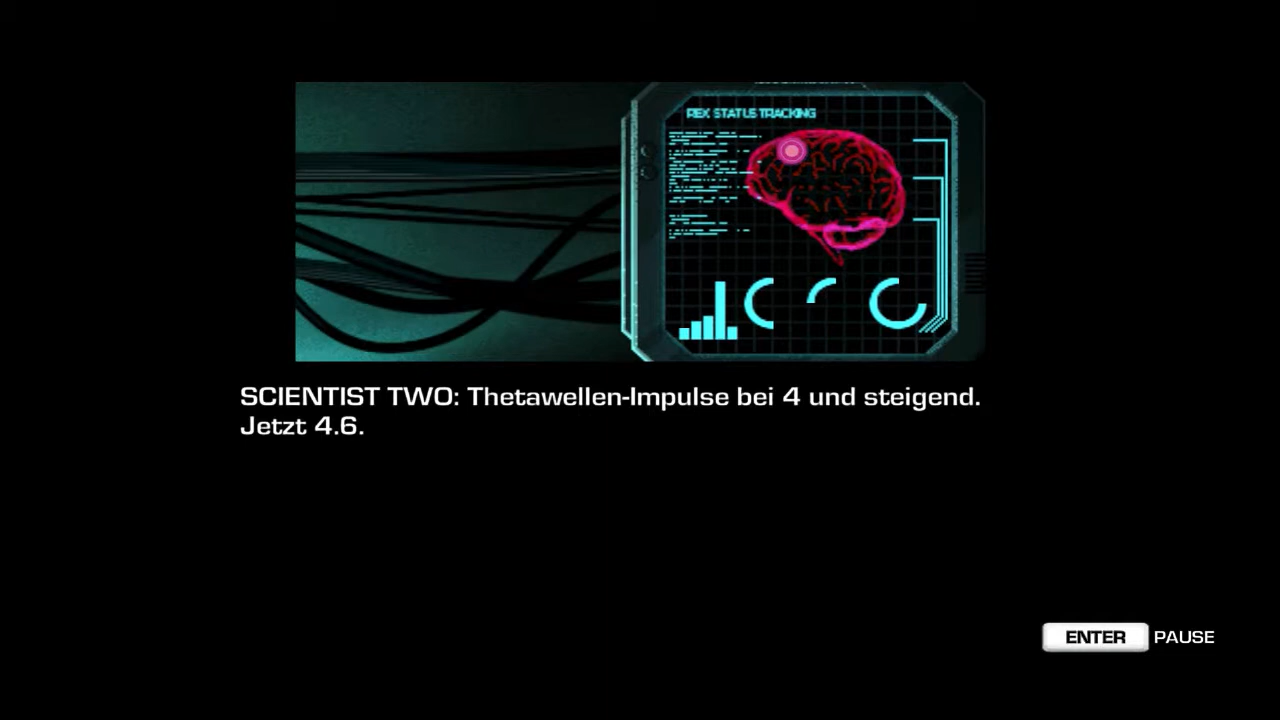 REX STATUS TRACKING
SCIENTIST TWO: Thetawellen-Impulse bei 4 und steigend.
Jetzt 4.6.
ENTER PAUSE